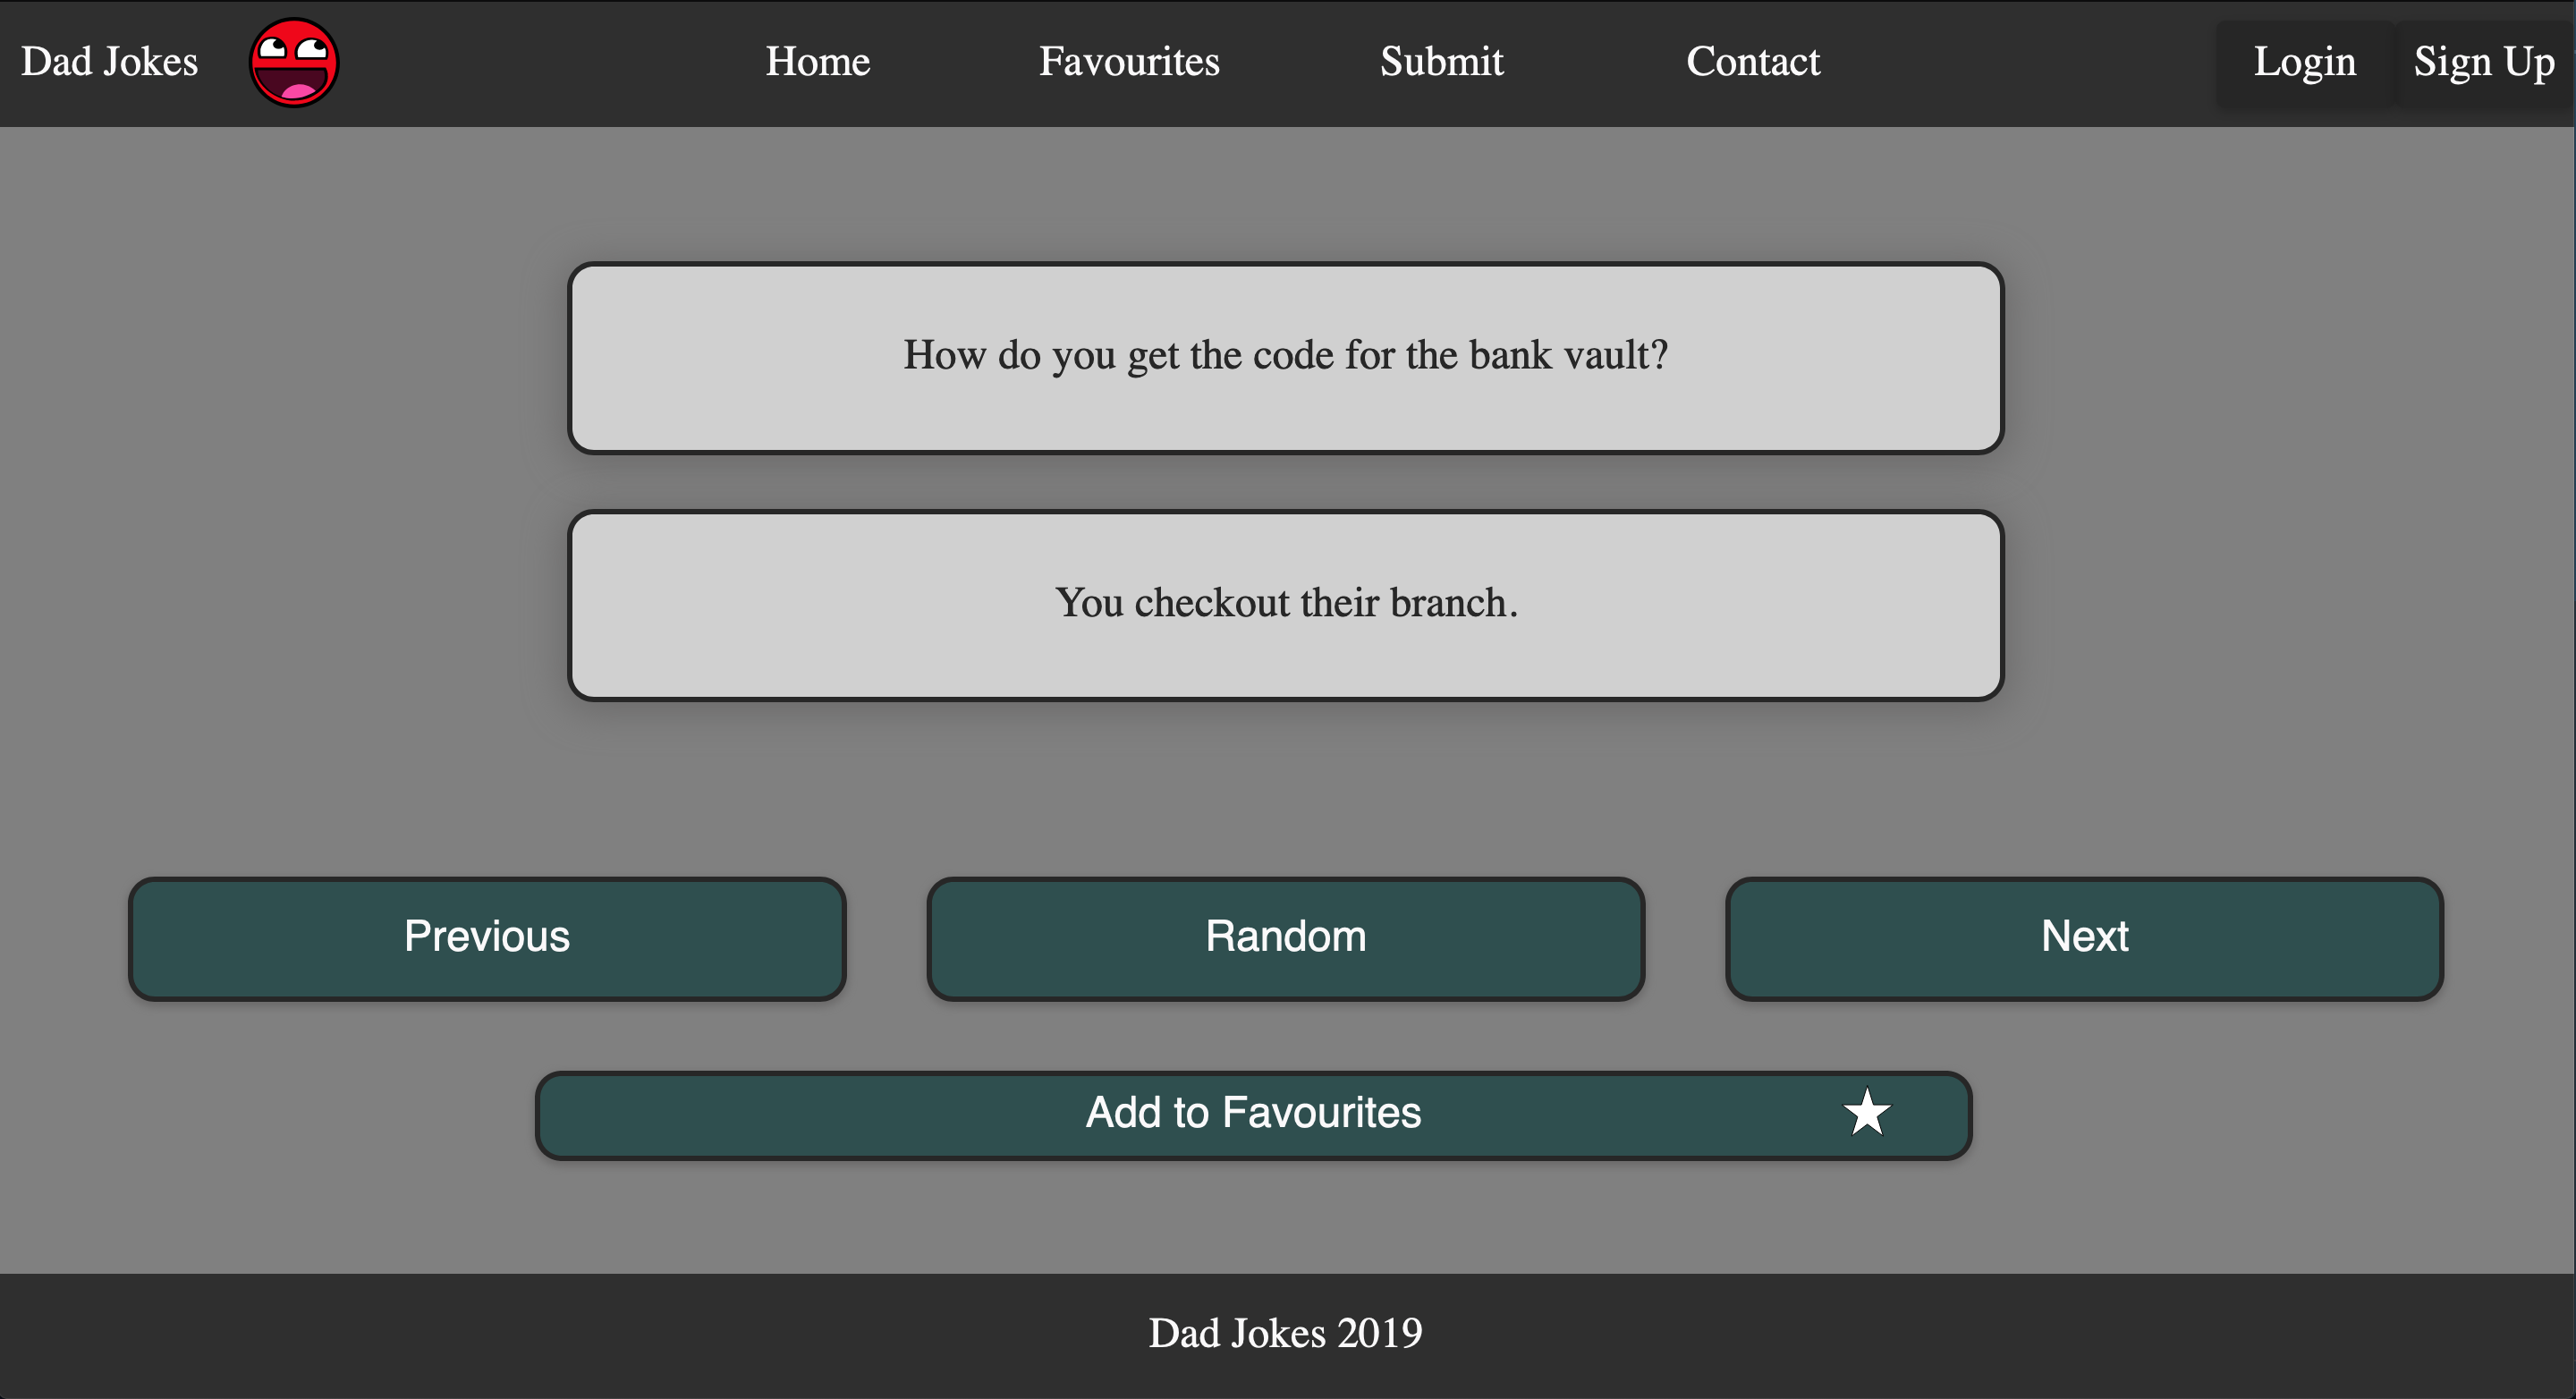 Dad Jokes
Home Favourites Submit Contact
Login Sign Up
How do you get the code for the bank vault?
You checkout their branch.
Previous Random Next
Add to Favourites
Dad Jokes 2019